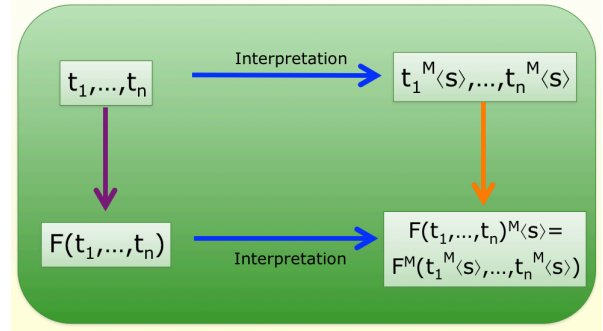 Interpretation
t₁,…,tₙ
t₁ᴹ⟨s⟩,…,tₙᴹ⟨s⟩
F(t₁,…,tₙ)
Interpretation
F(t₁,…,tₙ)ᴹ⟨s⟩=
Fᴹ(t₁ᴹ⟨s⟩,…,tₙᴹ⟨s⟩)